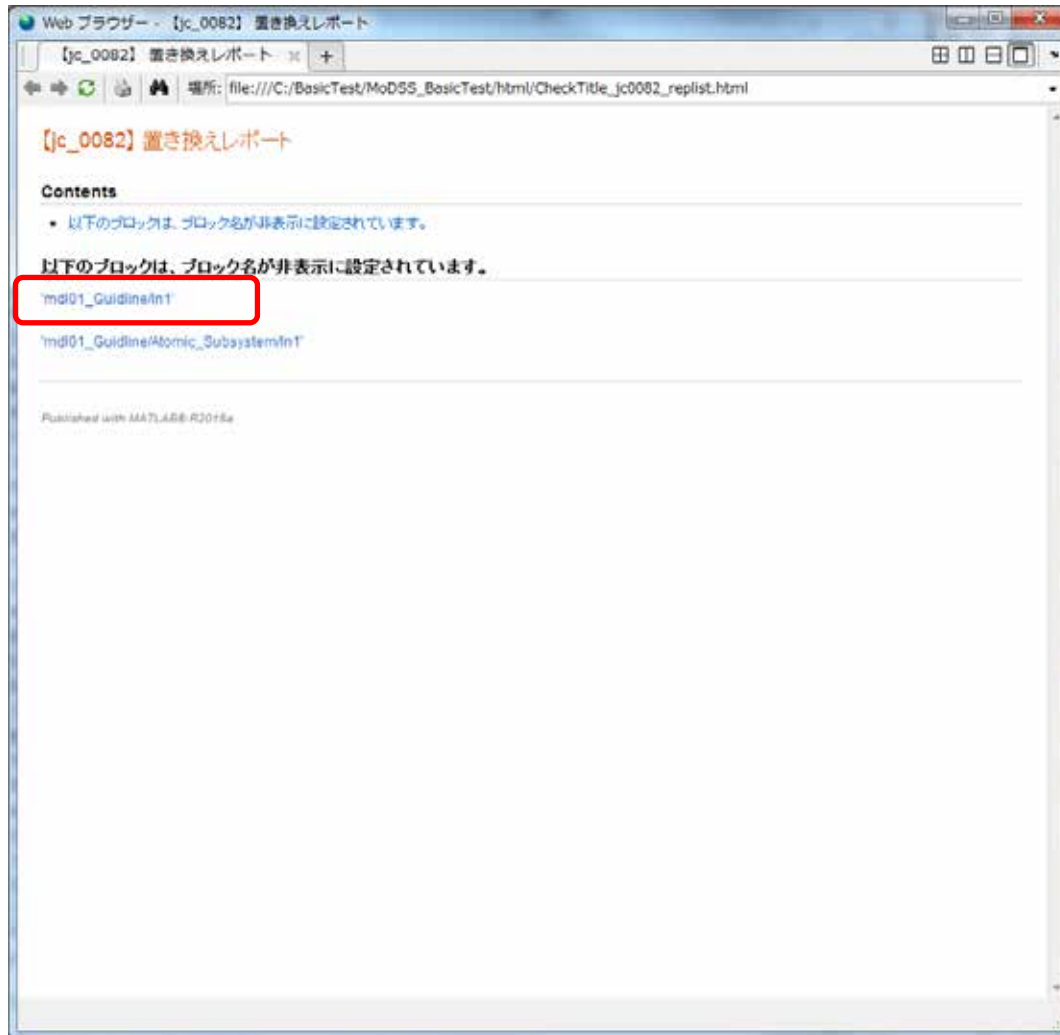 Web ブラウザー - 【jc_0082】 置き換えレポート
【jc_0082】 置き換えレポート
場所: file:///C:/BasicTest/MoDSS_BasicTest/html/CheckTitle_jc0082_replist.html
【jc_0082】置き換えレポート
Contents
以下のブロックは、ブロック名が非表示に設定されています。
以下のブロックは、ブロック名が非表示に設定されています。
'mdl01_Guidline/In1'
'mdl01_Guidline/Atomic_Subsystem/In1'
Published with MATLAB® R2016a